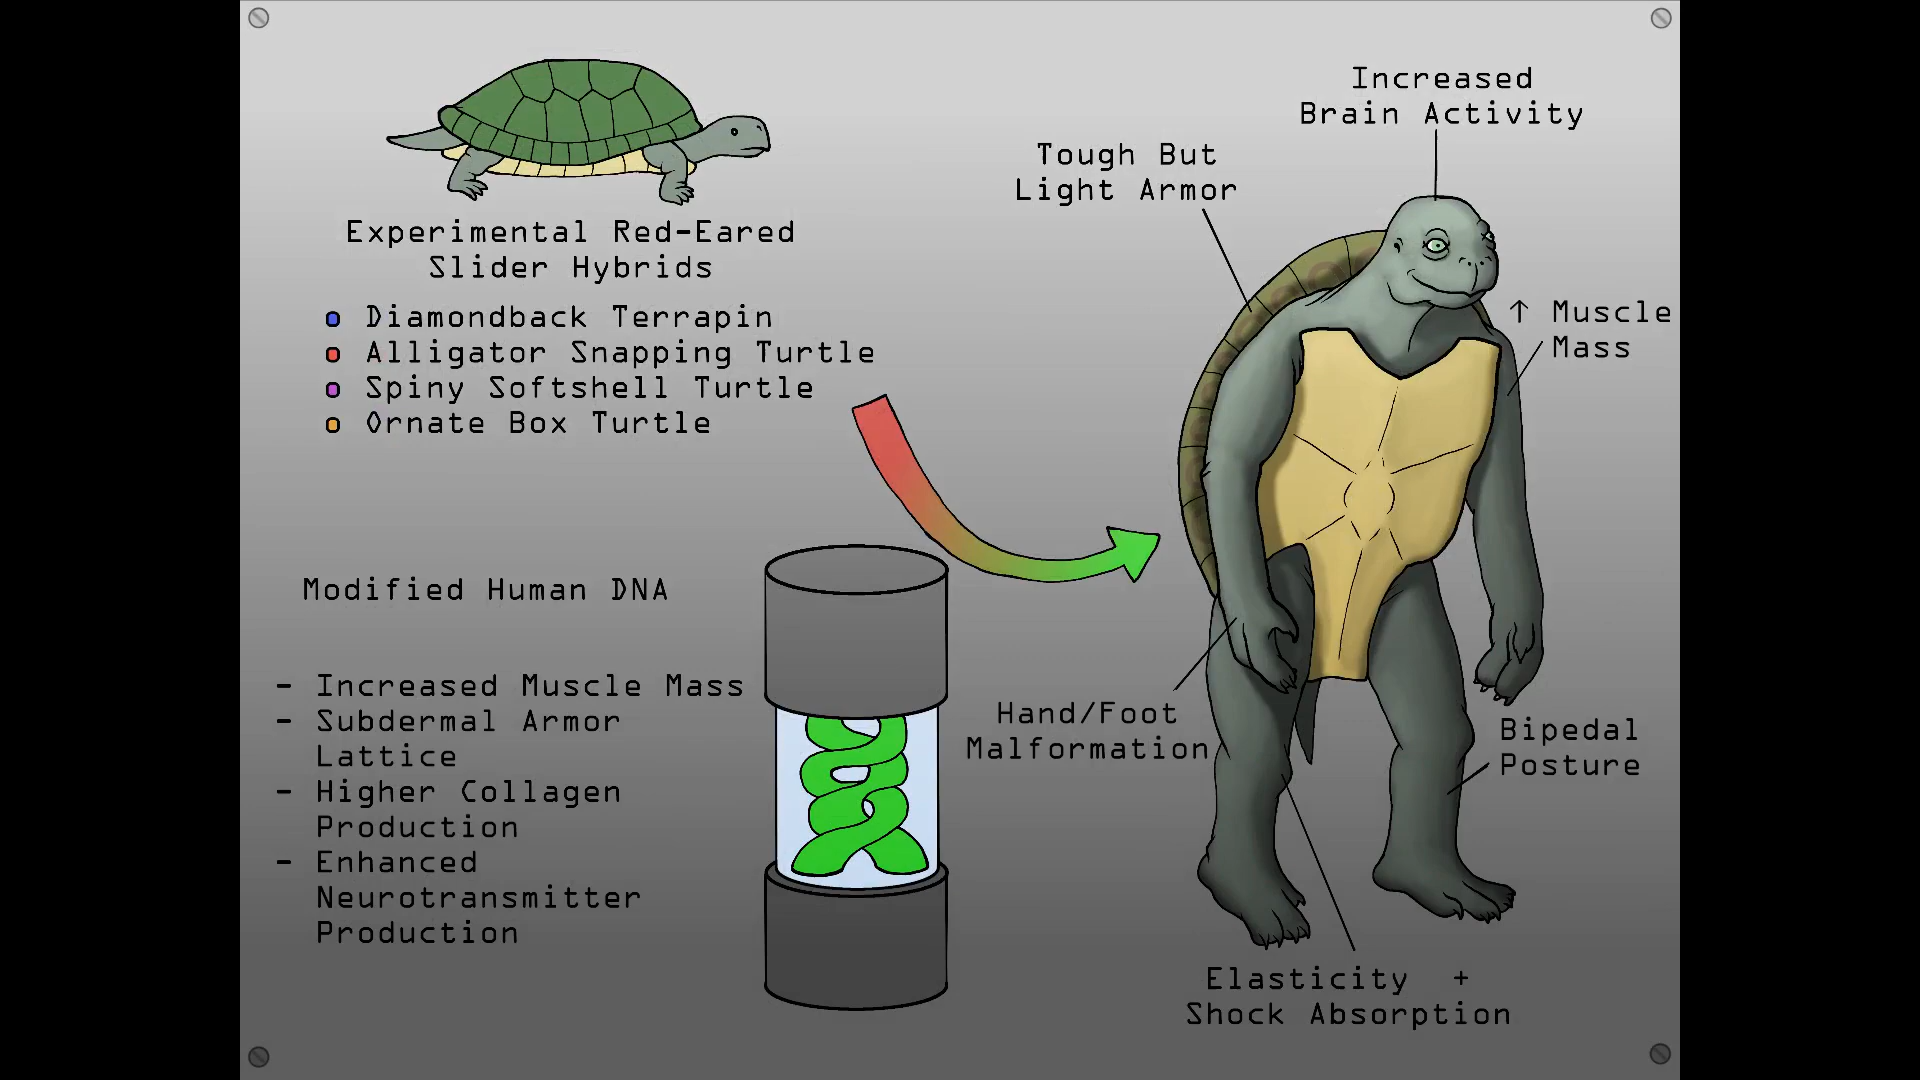 Experimental Red-Eared
Slider Hybrids
Diamondback Terrapin
Alligator Snapping Turtle
Spiny Softshell Turtle
Ornate Box Turtle
Modified Human DNA
- Increased Muscle Mass
- Subdermal Armor
Lattice
- Higher Collagen
Production
- Enhanced
Neurotransmitter
Production
Increased
Brain Activity
Tough But
Light Armor
↑ Muscle
Mass
Hand/Foot
Malformation
Bipedal
Posture
Elasticity +
Shock Absorption